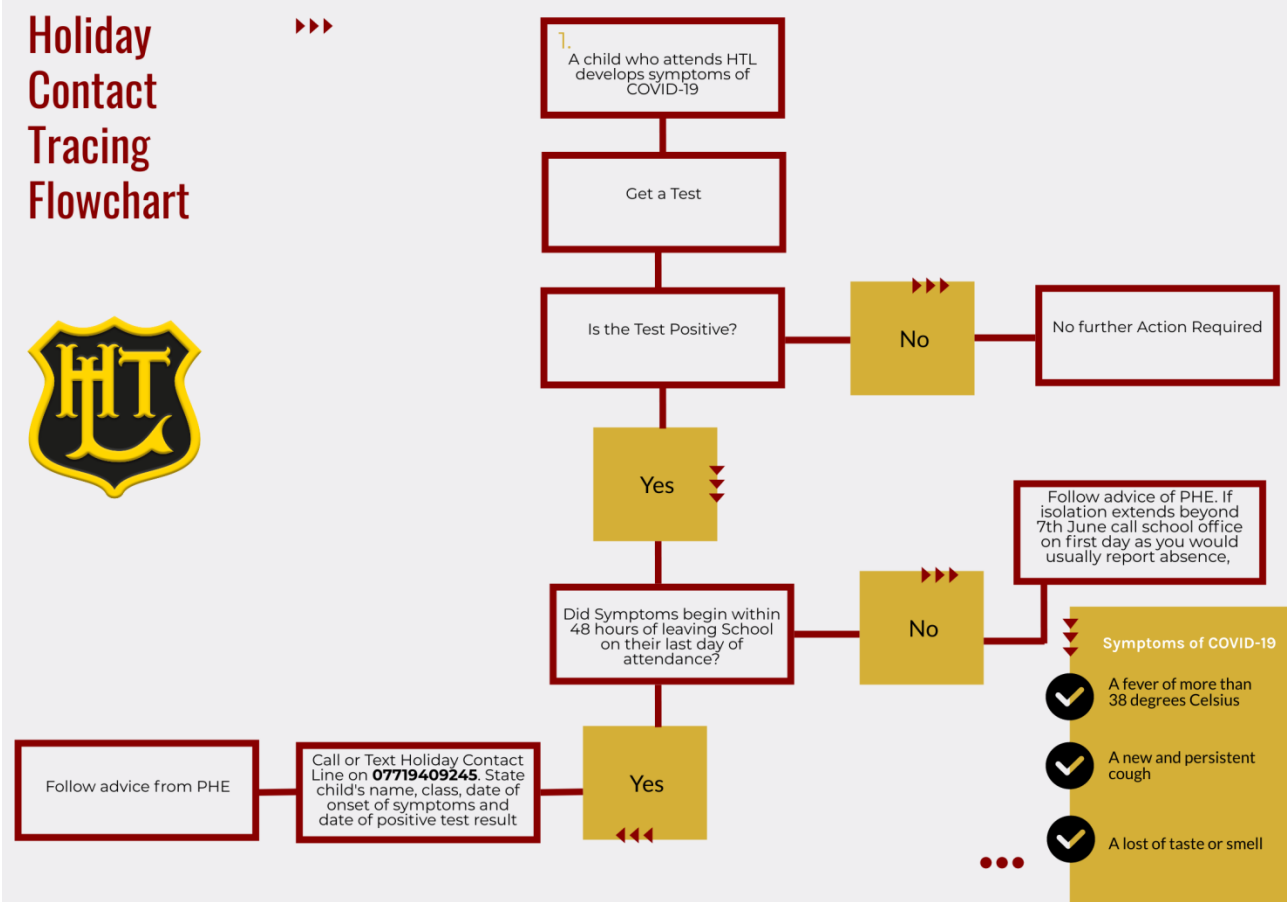 Holiday
Contact
Tracing
Flowchart
1.
A child who attends HTL
develops symptoms of
COVID-19
Get a Test
Is the Test Positive?
No
No further Action Required
Yes
Follow advice of PHE. If
isolation extends beyond
7th June call school office
on first day as you would
usually report absence,
Did Symptoms begin within
48 hours of leaving School
on their last day of
attendance?
No
Yes
Call or Text Holiday Contact
Line on 07719409245. State
child's name, class, date of
onset of symptoms and
date of positive test result
Follow advice from PHE
Symptoms of COVID-19
A fever of more than
38 degrees Celsius
A new and persistent
cough
A lost of taste or smell
HTL